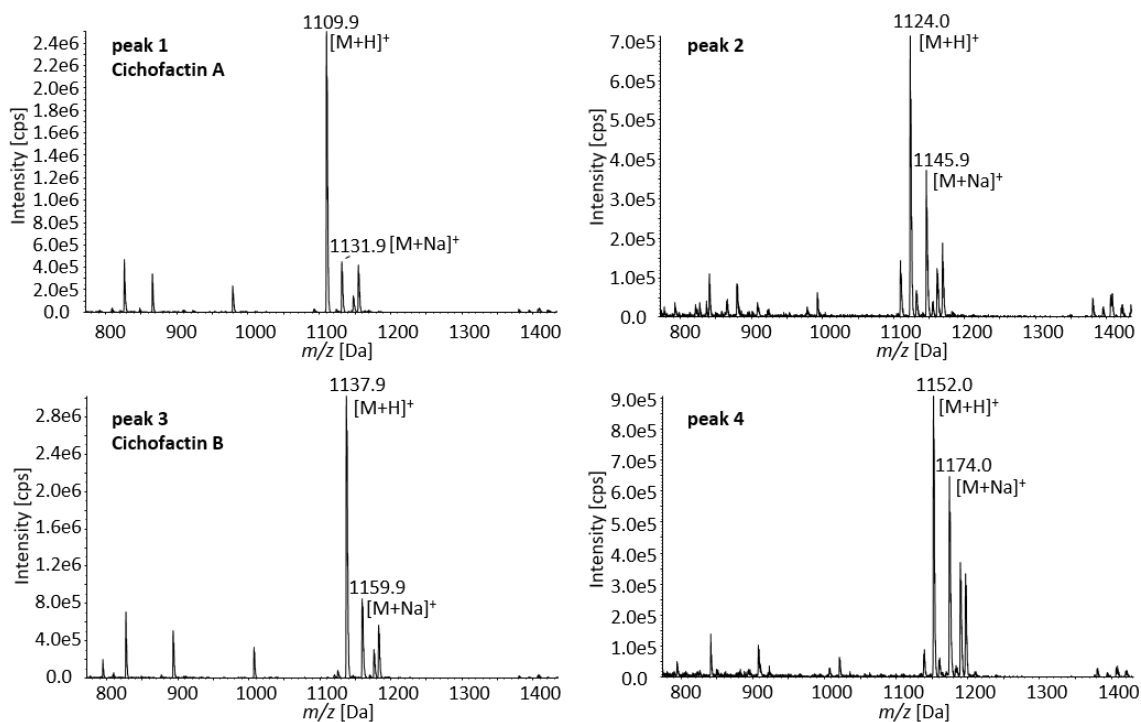 peak 1
Cichofactin A
1109.9
[M+H]+
1131.9 [M+Na]+
2.4e6
2.2e6
2.0e6
1.8e6
1.6e6
1.4e6
1.2e6
1.0e6
8.0e5
6.0e5
4.0e5
2.0e5
0.0
Intensity [cps]
800 900 1000 1100 1200 1300 1400
m/z [Da]
peak 2
1124.0
[M+H]+
1145.9
[M+Na]+
7.0e5
6.0e5
5.0e5
4.0e5
3.0e5
2.0e5
1.0e5
0.0
Intensity [cps]
800 900 1000 1100 1200 1300 1400
m/z [Da]
peak 3
Cichofactin B
1137.9
[M+H]+
1159.9
[M+Na]+
2.8e6
2.4e6
2.0e6
1.6e6
1.2e6
8.0e5
4.0e5
0.0
Intensity [cps]
800 900 1000 1100 1200 1300 1400
m/z [Da]
peak 4
1152.0
[M+H]+
1174.0
[M+Na]+
9.0e5
8.0e5
7.0e5
6.0e5
5.0e5
4.0e5
3.0e5
2.0e5
1.0e5
0.0
Intensity [cps]
800 900 1000 1100 1200 1300 1400
m/z [Da]